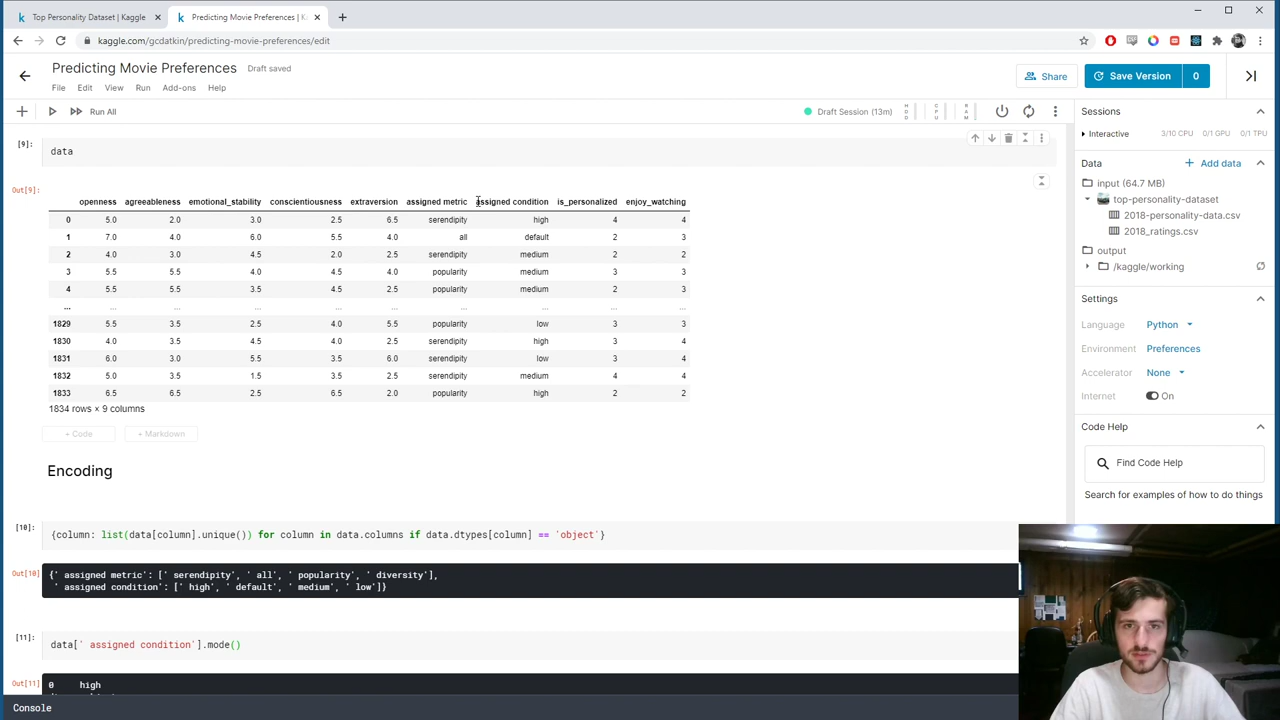 Top Personality Dataset | Kaggle
Predicting Movie Preferences | K
kaggle.com/gcdatkin/predicting-movie-preferences/edit
Predicting Movie Preferences
Draft saved
File Edit View Run Add-ons Help
Share
Save Version
0
Run All
Draft Session (13m)
HDD
CPU
RAM
[9]:
data
Out[9]:
openness agreeableness emotional_stability conscientiousness extraversion assigned metric assigned condition is_personalized enjoy_watching
0 5.0 2.0 3.0 2.5 6.5 serendipity high 4 4
1 7.0 4.0 6.0 5.5 4.0 all default 2 3
2 4.0 3.0 4.5 2.0 2.5 serendipity medium 2 2
3 5.5 5.5 4.0 4.5 4.0 popularity medium 3 3
4 5.5 5.5 3.5 4.5 2.5 popularity medium 2 3
... ... ... ... ... ... ... ... ... ...
1829 5.5 3.5 2.5 4.0 5.5 popularity low 3 3
1830 4.0 3.5 4.5 4.0 2.5 serendipity high 3 4
1831 6.0 3.0 5.5 3.5 6.0 serendipity low 3 4
1832 5.0 3.5 1.5 3.5 2.5 serendipity medium 4 4
1833 6.5 6.5 2.5 6.5 2.0 popularity high 2 2
1834 rows × 9 columns
+ Code
+ Markdown
Encoding
[10]:
{column: list(data[column].unique()) for column in data.columns if data.dtypes[column] == 'object'}
Out[10]
{' assigned metric': [' serendipity', ' all', ' popularity', ' diversity'],
' assigned condition': [' high', ' default', ' medium', ' low']}
[11]:
data[' assigned condition'].mode()
Out[11]
0 high
Console
Sessions
Interactive
3/10 CPU 0/1 GPU 0/1 TPU
Data
+ Add data
input (64.7 MB)
top-personality-dataset
2018-personality-data.csv
2018_ratings.csv
output
/kaggle/working
Settings
Language Python
Environment Preferences
Accelerator None
Internet On
Code Help
Find Code Help
Search for examples of how to do things